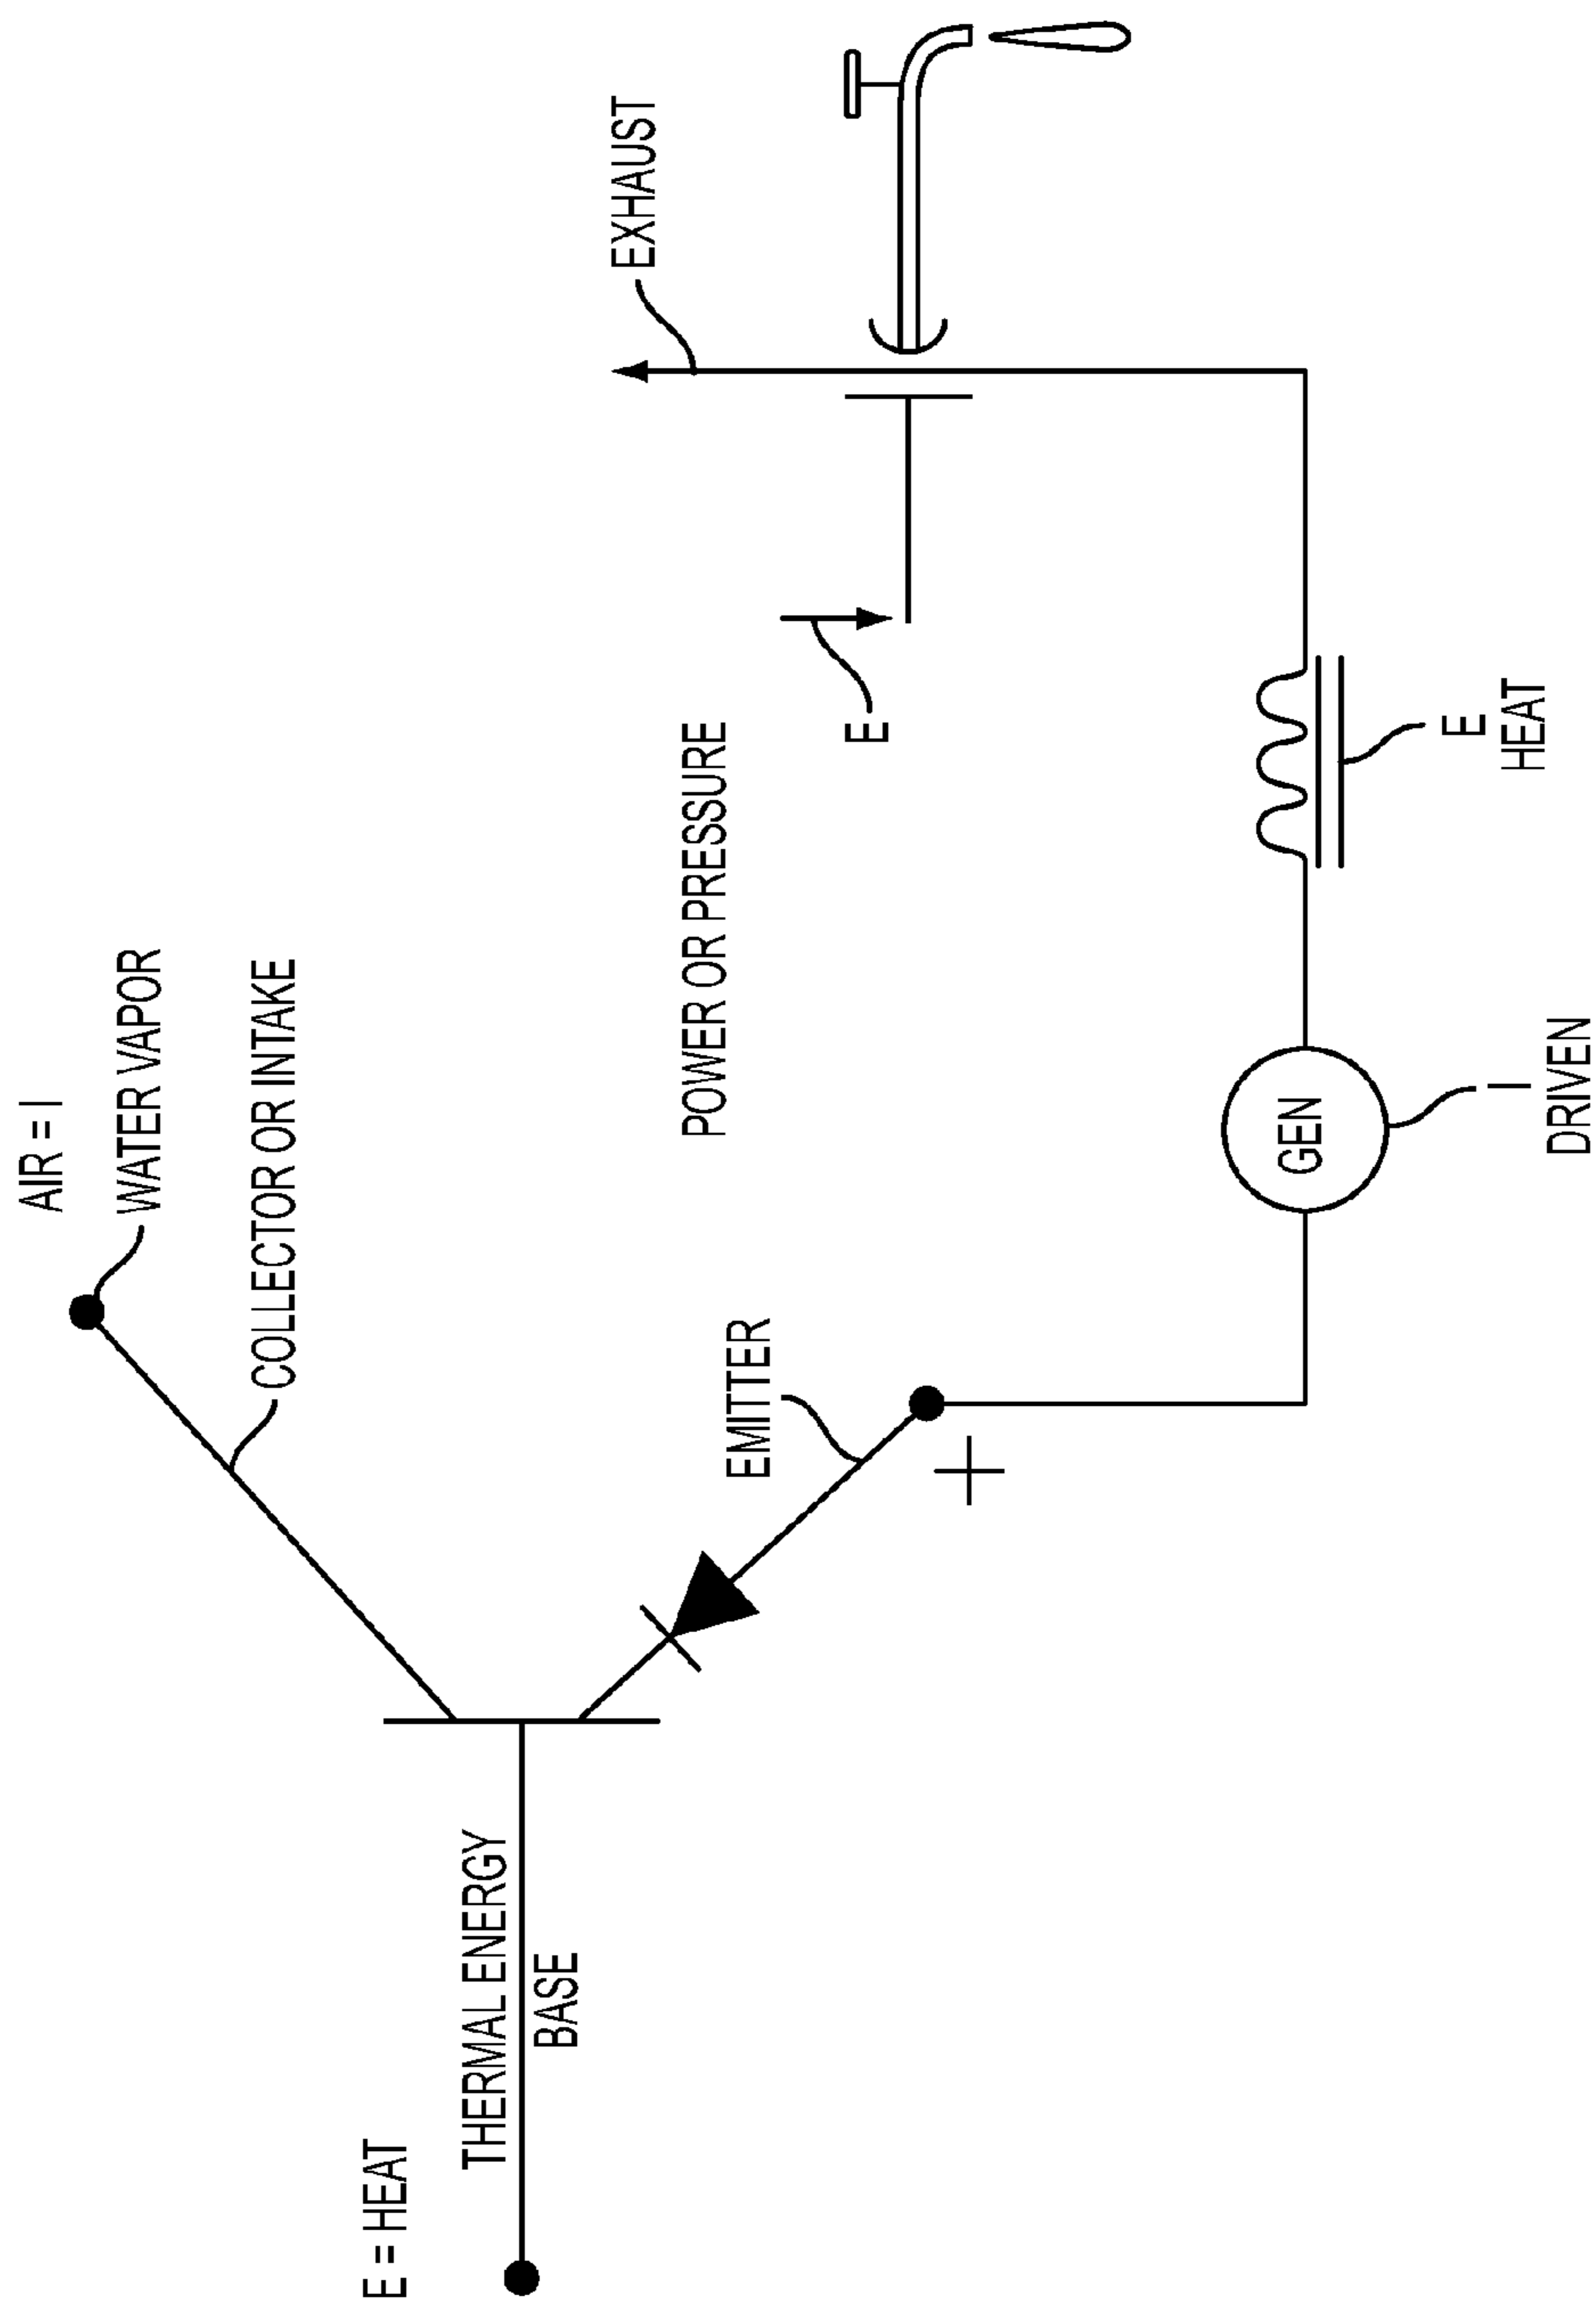 AIR = I
WATER VAPOR
COLLECTOR OR INTAKE
E = HEAT
THERMAL ENERGY
BASE
EMITTER
+
POWER OR PRESSURE
E
EXHAUST
GEN
I
DRIVEN
E
HEAT